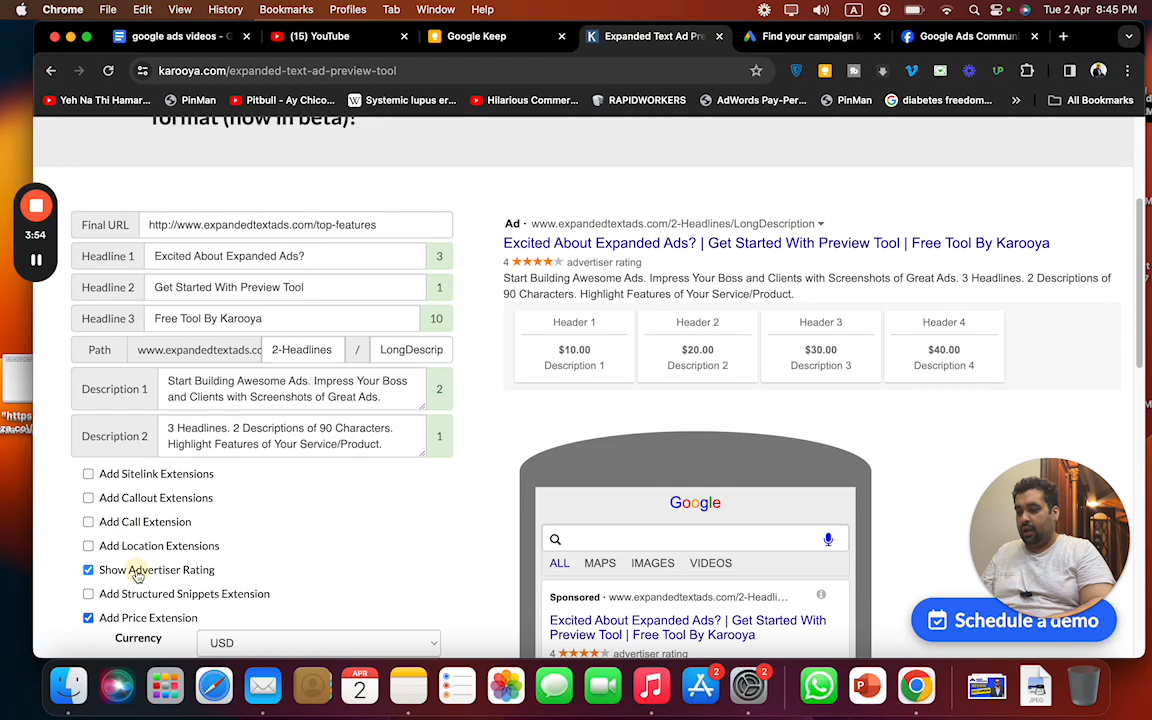 Chrome File Edit View History Bookmarks Profiles Tab Window Help A Tue 2 Apr 8:45 PM
google ads videos - G
(15) YouTube
Google Keep
Expanded Text Ad Pre
Find your campaign k
Google Ads Commun
karooya.com/expanded-text-ad-preview-tool
Yeh Na Thi Hamar...
PinMan
Pitbull - Ay Chico...
Systemic lupus er...
Hilarious Commer...
RAPIDWORKERS
AdWords Pay-Per...
PinMan
diabetes freedom...
»
All Bookmarks
format (now in beta)!
3:54
Final URL http://www.expandedtextads.com/top-features
Headline 1 Excited About Expanded Ads? 3
Headline 2 Get Started With Preview Tool 1
Headline 3 Free Tool By Karooya 10
Path www.expandedtextads.cc 2-Headlines / LongDescrip
Description 1 Start Building Awesome Ads. Impress Your Boss
and Clients with Screenshots of Great Ads. 2
Description 2 3 Headlines. 2 Descriptions of 90 Characters.
Highlight Features of Your Service/Product. 1
Add Sitelink Extensions
Add Callout Extensions
Add Call Extension
Add Location Extensions
Show Advertiser Rating
Add Structured Snippets Extension
Add Price Extension
Currency USD
Ad · www.expandedtextads.com/2-Headlines/LongDescription
Excited About Expanded Ads? | Get Started With Preview Tool | Free Tool By Karooya
4 ★★★★ advertiser rating
Start Building Awesome Ads. Impress Your Boss and Clients with Screenshots of Great Ads. 3 Headlines. 2 Descriptions of
90 Characters. Highlight Features of Your Service/Product.
Header 1 Header 2 Header 3 Header 4
$10.00 $20.00 $30.00 $40.00
Description 1 Description 2 Description 3 Description 4
Google
ALL MAPS IMAGES VIDEOS
Sponsored · www.expandedtextads.com/2-Headli...
Excited About Expanded Ads? | Get Started With
Preview Tool | Free Tool By Karooya
4 ★★★★ advertiser rating
Schedule a demo
"https
za.co/
APR
2
2
2
JPEG